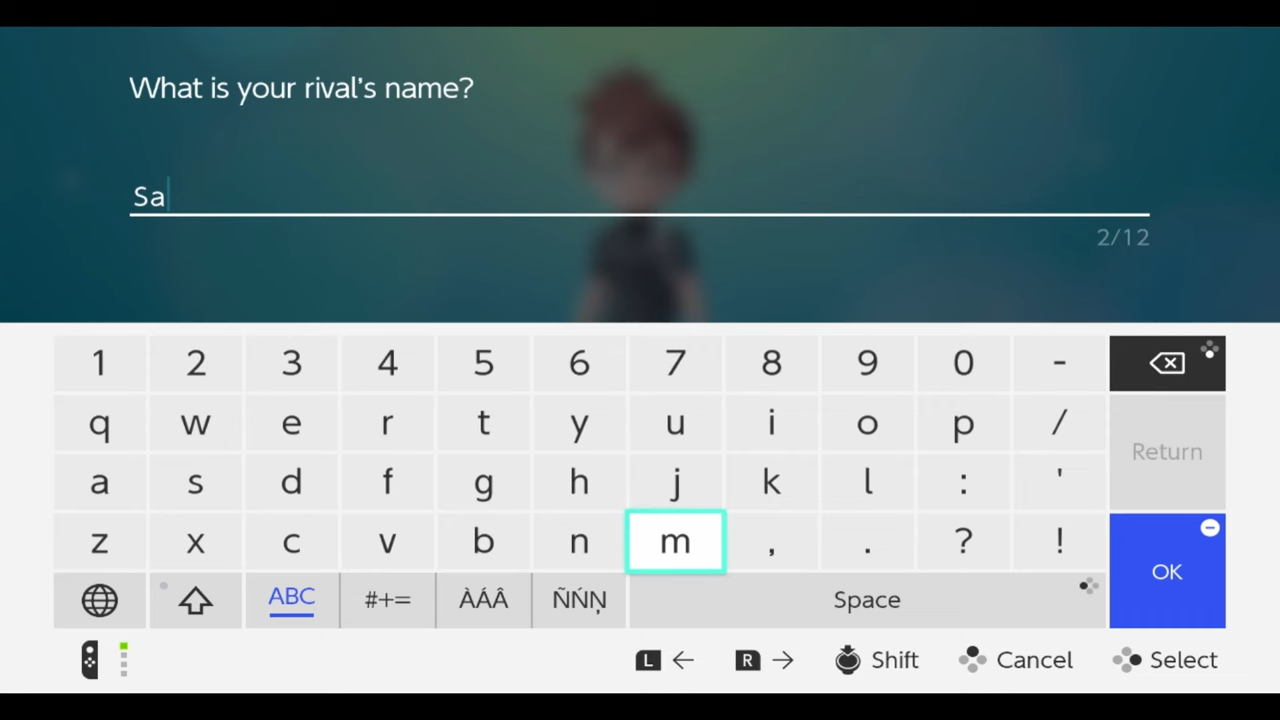 What is your rival's name?
Sa
2/12
1 2 3 4 5 6 7 8 9 0 -
q w e r t y u i o p /
a s d f g h j k l : '
Return
z x c v b n m , . ? !
OK
ABC #+= ÀÁÂ ÑŃŅ Space
L ← R → Shift Cancel Select